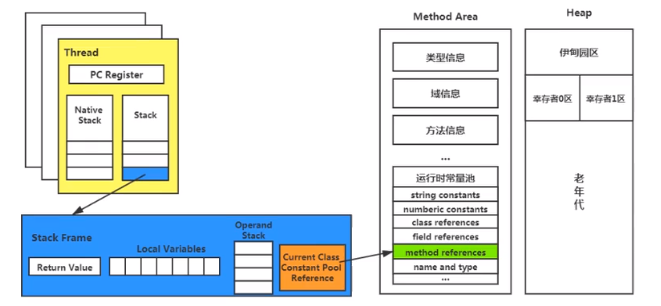 Thread
PC Register
Native
Stack
Stack
Stack Frame
Return Value
Local Variables
Operand
Stack
Current Class
Constant Pool
Reference
Method Area
类型信息
域信息
方法信息
...
运行时常量池
string constants
numberic constants
class references
field references
method references
name and type
...
Heap
伊甸园区
幸存者0区
幸存者1区
老
年
代